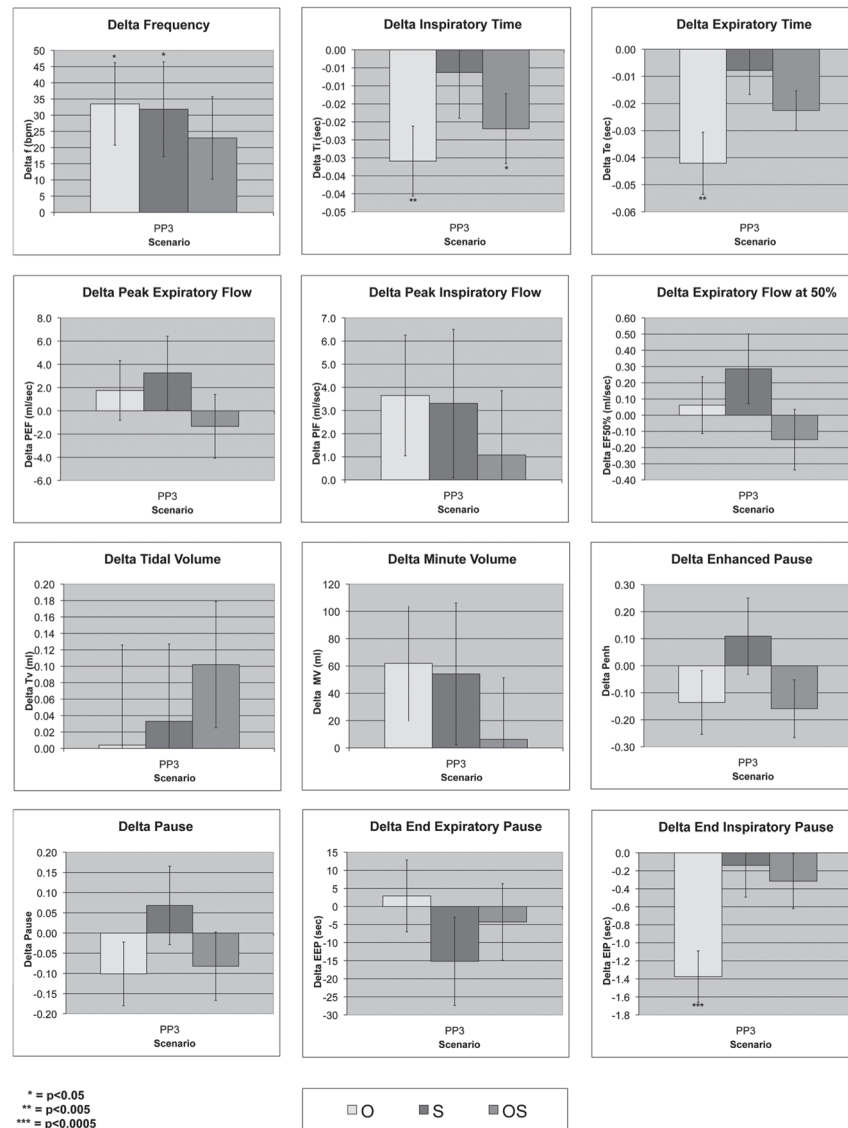 Delta Frequency
Delta f (bpm)
50
45
40
35
30
25
20
15
10
5
0
*
*
PP3
Scenario
Delta Inspiratory Time
Delta Ti (sec)
0.00
-0.01
-0.01
-0.02
-0.02
-0.03
-0.03
-0.04
-0.04
-0.05
**
*
PP3
Scenario
Delta Expiratory Time
Delta Te (sec)
0.00
-0.01
-0.02
-0.03
-0.04
-0.05
-0.06
**
PP3
Scenario
Delta Peak Expiratory Flow
Delta PEF (ml/sec)
8.0
6.0
4.0
2.0
0.0
-2.0
-4.0
-6.0
PP3
Scenario
Delta Peak Inspiratory Flow
Delta PIF (ml/sec)
7.0
6.0
5.0
4.0
3.0
2.0
1.0
0.0
PP3
Scenario
Delta Expiratory Flow at 50%
Delta EF50% (ml/sec)
0.60
0.50
0.40
0.30
0.20
0.10
0.00
-0.10
-0.20
-0.30
-0.40
PP3
Scenario
Delta Tidal Volume
Delta Tv (ml)
0.20
0.18
0.16
0.14
0.12
0.10
0.08
0.06
0.04
0.02
0.00
PP3
Scenario
Delta Minute Volume
Delta MV (ml)
120
100
80
60
40
20
0
PP3
Scenario
Delta Enhanced Pause
Delta Penh
0.30
0.10
0.00
-0.10
-0.20
-0.30
PP3
Scenario
Delta Pause
Delta Pause
0.20
0.15
0.10
0.05
0.00
-0.05
-0.10
-0.15
-0.20
PP3
Scenario
Delta End Expiratory Pause
Delta EEP (sec)
15
10
5
0
-5
-10
-15
-20
-25
-30
PP3
Scenario
Delta End Inspiratory Pause
Delta EIP (sec)
0.0
-0.2
-0.4
-0.6
-0.8
-1.0
-1.2
-1.4
-1.6
-1.8
***
PP3
Scenario
* = p<0.05
** = p<0.005
*** = p<0.0005
O S OS